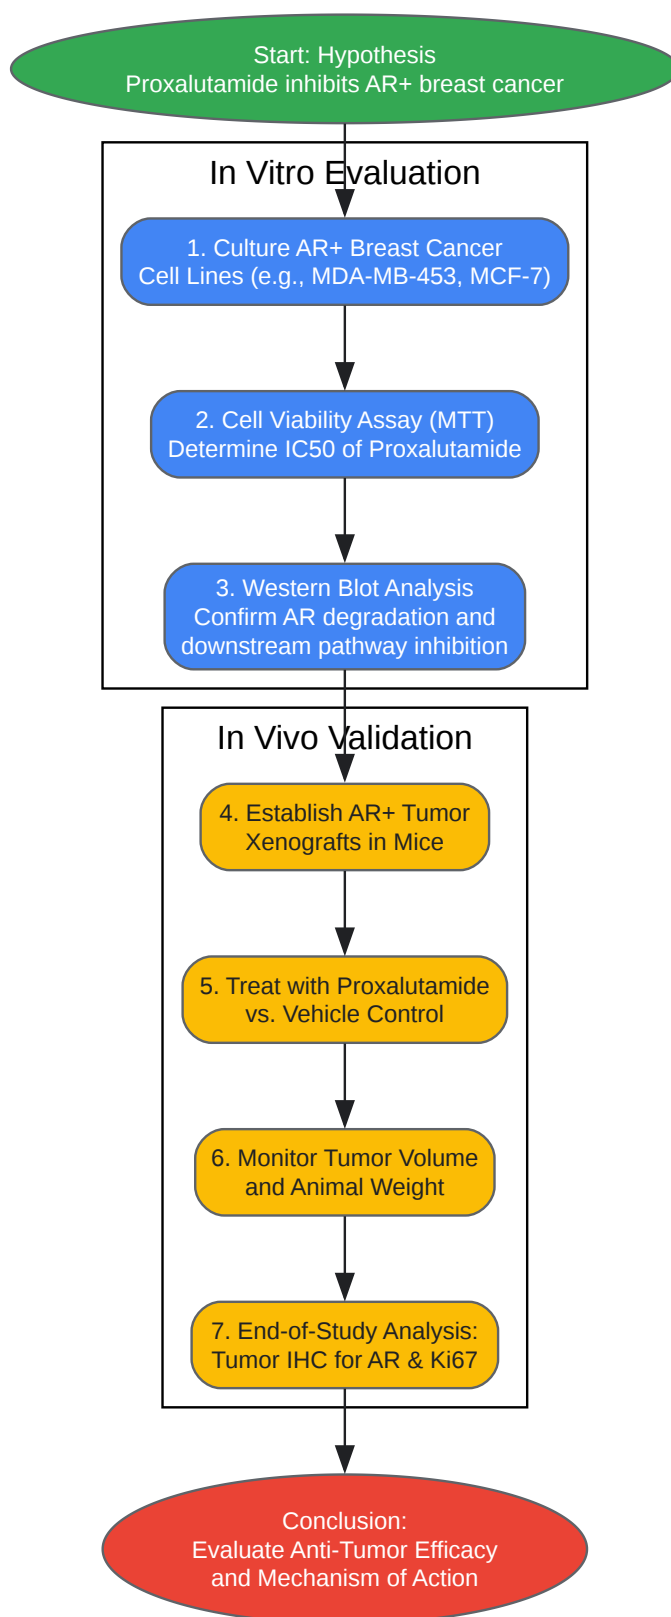 Start: Hypothesis
Proxalutamide inhibits AR+ breast cancer
In Vitro Evaluation
1. Culture AR+ Breast Cancer
Cell Lines (e.g., MDA-MB-453, MCF-7)
2. Cell Viability Assay (MTT)
Determine IC50 of Proxalutamide
3. Western Blot Analysis
Confirm AR degradation and
downstream pathway inhibition
In Vivo Validation
4. Establish AR+ Tumor
Xenografts in Mice
5. Treat with Proxalutamide
vs. Vehicle Control
6. Monitor Tumor Volume
and Animal Weight
7. End-of-Study Analysis:
Tumor IHC for AR & Ki67
Conclusion:
Evaluate Anti-Tumor Efficacy
and Mechanism of Action